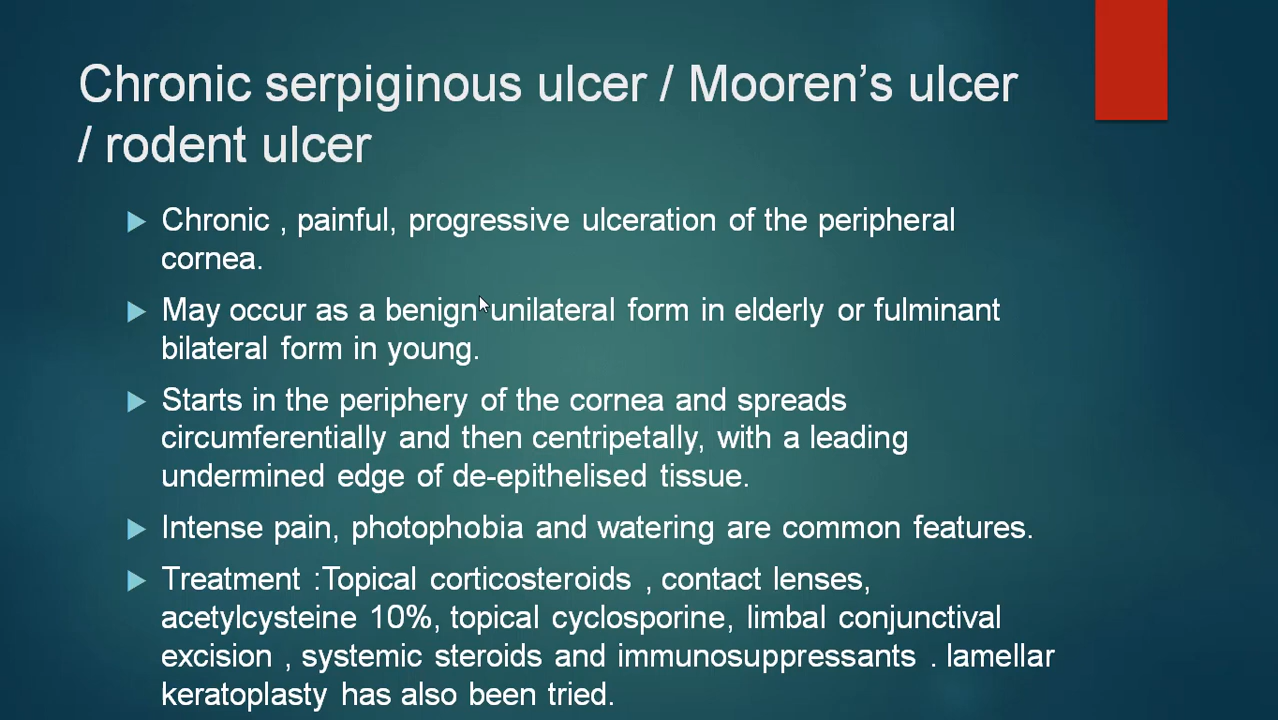 Chronic serpiginous ulcer / Mooren’s ulcer
/ rodent ulcer
Chronic , painful, progressive ulceration of the peripheral
cornea.
May occur as a benign unilateral form in elderly or fulminant
bilateral form in young.
Starts in the periphery of the cornea and spreads
circumferentially and then centripetally, with a leading
undermined edge of de-epithelised tissue.
Intense pain, photophobia and watering are common features.
Treatment :Topical corticosteroids , contact lenses,
acetylcysteine 10%, topical cyclosporine, limbal conjunctival
excision , systemic steroids and immunosuppressants . lamellar
keratoplasty has also been tried.